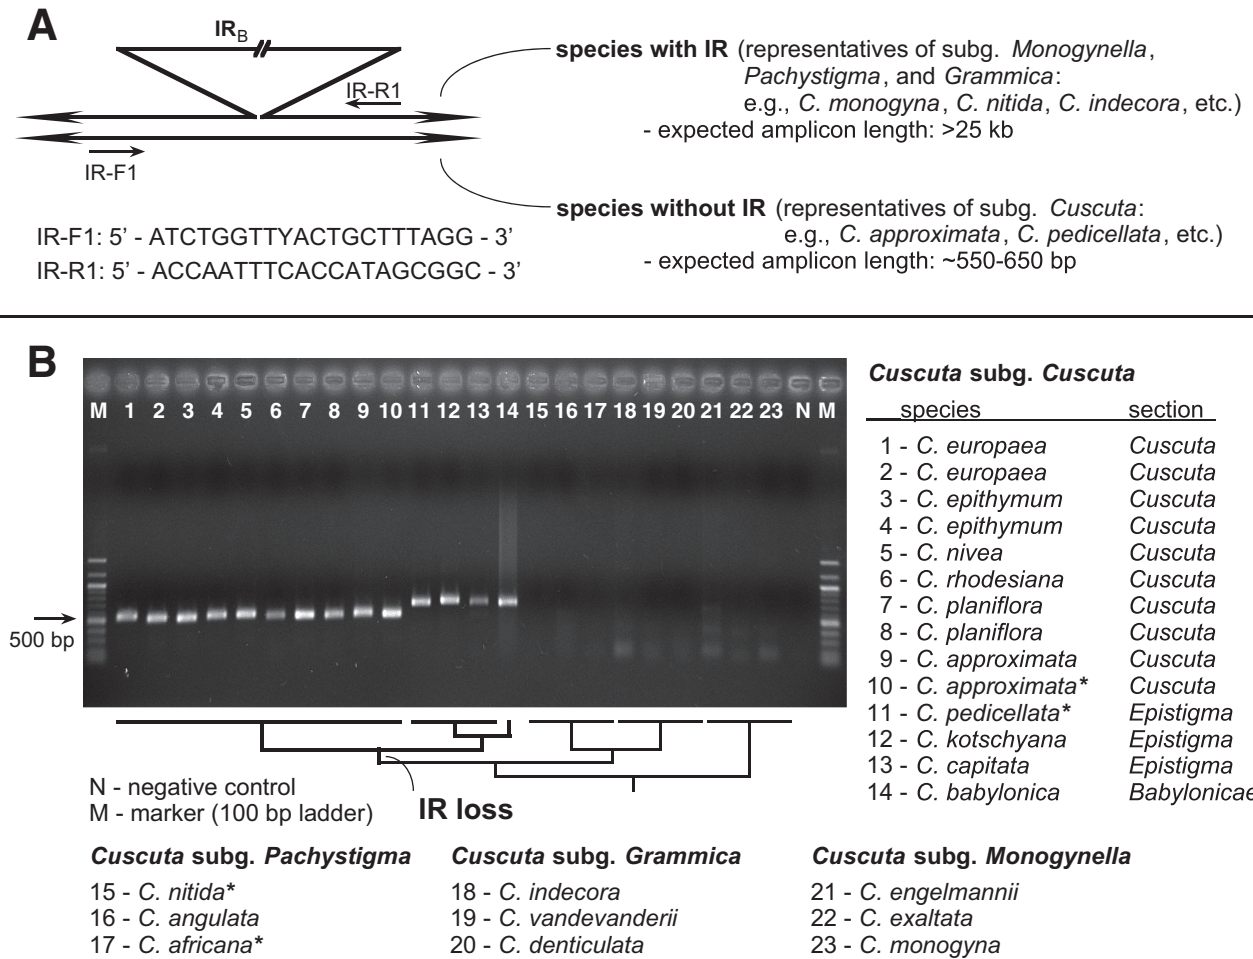 A
IRB
IR-R1
IR-F1
IR-F1: 5’ - ATCTGGTTYACTGCTTTAGG - 3’
IR-R1: 5’ - ACCAATTTCACCATAGCGGC - 3’
species with IR (representatives of subg. Monogynella,
Pachystigma, and Grammica:
e.g., C. monogyna, C. nitida, C. indecora, etc.)
- expected amplicon length: >25 kb
species without IR (representatives of subg. Cuscuta:
e.g., C. approximata, C. pedicellata, etc.)
- expected amplicon length: ~550-650 bp
B
M 1 2 3 4 5 6 7 8 9 10 11 12 13 14 15 16 17 18 19 20 21 22 23 N M
500 bp
N - negative control
M - marker (100 bp ladder)
IR loss
Cuscuta subg. Cuscuta
species section
1 - C. europaea Cuscuta
2 - C. europaea Cuscuta
3 - C. epithymum Cuscuta
4 - C. epithymum Cuscuta
5 - C. nivea Cuscuta
6 - C. rhodesiana Cuscuta
7 - C. planiflora Cuscuta
8 - C. planiflora Cuscuta
9 - C. approximata Cuscuta
10 - C. approximata* Cuscuta
11 - C. pedicellata* Epistigma
12 - C. kotschyana Epistigma
13 - C. capitata Epistigma
14 - C. babylonica Babylonicae
Cuscuta subg. Pachystigma
15 - C. nitida*
16 - C. angulata
17 - C. africana*
Cuscuta subg. Grammica
18 - C. indecora
19 - C. vandevanderii
20 - C. denticulata
Cuscuta subg. Monogynella
21 - C. engelmannii
22 - C. exaltata
23 - C. monogyna